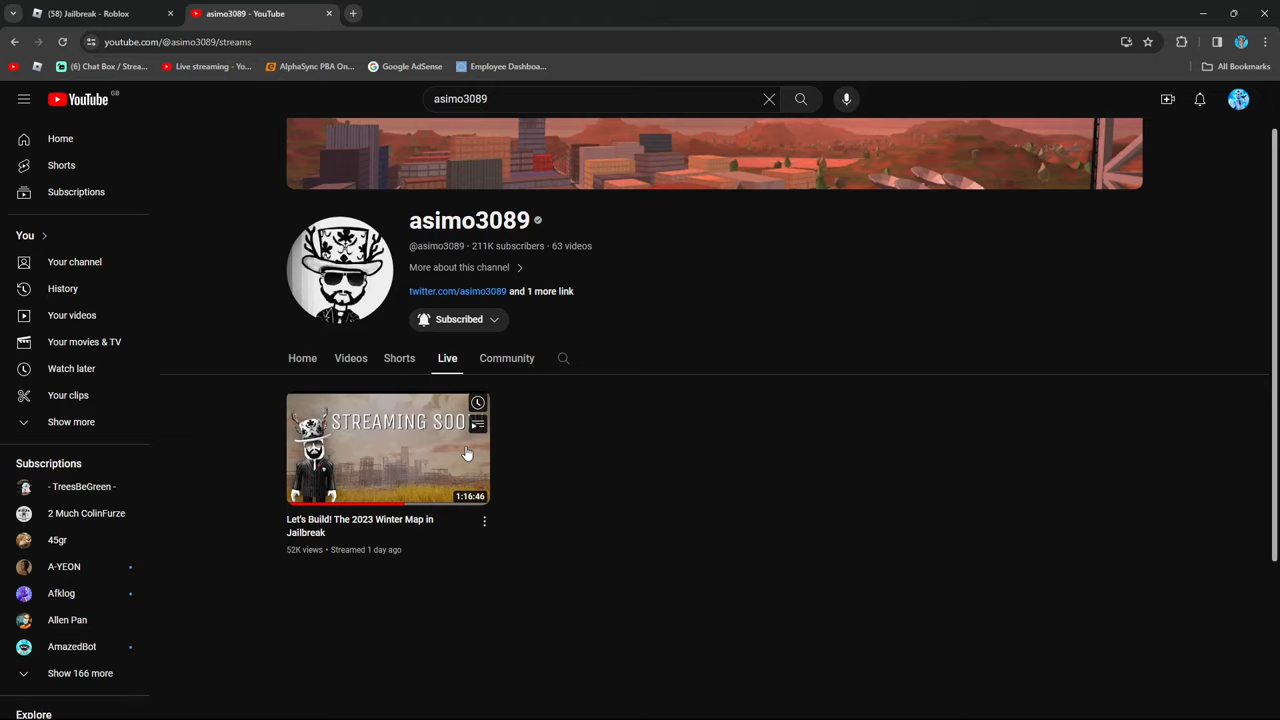 (58) Jailbreak - Roblox
asimo3089 - YouTube
youtube.com/@asimo3089/streams
(6) Chat Box / Strea...
Live streaming - Yo...
AlphaSync PBA On...
Google AdSense
Employee Dashboa...
All Bookmarks
YouTube GB
asimo3089
Home
Shorts
Subscriptions
You
Your channel
History
Your videos
Your movies & TV
Watch later
Your clips
Show more
Subscriptions
- TreesBeGreen -
2 Much ColinFurze
45gr
A-YEON
Afklog
Allen Pan
AmazedBot
Show 166 more
Explore
asimo3089
@asimo3089 · 211K subscribers · 63 videos
More about this channel
twitter.com/asimo3089 and 1 more link
Subscribed
Home
Videos
Shorts
Live
Community
STREAMING SOO
1:16:46
Let's Build! The 2023 Winter Map in
Jailbreak
52K views • Streamed 1 day ago